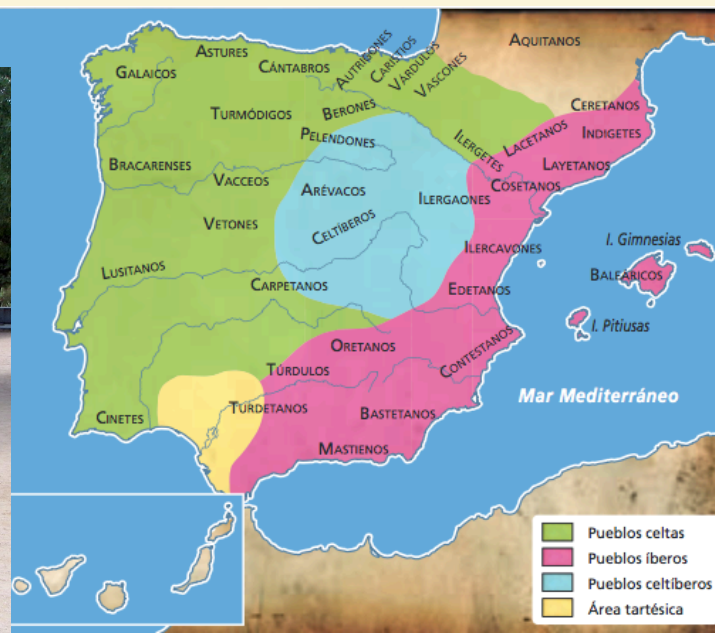 AQUITANOS
ASTURES
CÁNTABROS
AUTRIGONES
CARISTIOS
VÁRDULOS
VASCONES
GALAICOS
TURMÓDIGOS
BERONES
CERETANOS
PELENDONES
ILERGETES
LACETANOS
INDIGETES
BRACARENSES
LAYETANOS
VACCEOS
ARÉVACOS
COSETANOS
ILERGAONES
VETONES
CELTÍBEROS
ILERCAVONES
I. Gimnesias
LUSITANOS
BALEÁRICOS
CARPETANOS
EDETANOS
I. Pitiusas
ORETANOS
CONTESTANOS
TÚRDULOS
Mar Mediterráneo
CINETES
TURDETANOS
BASTETANOS
MASTIENOS
Pueblos celtas
Pueblos íberos
Pueblos celtíberos
Área tartésica